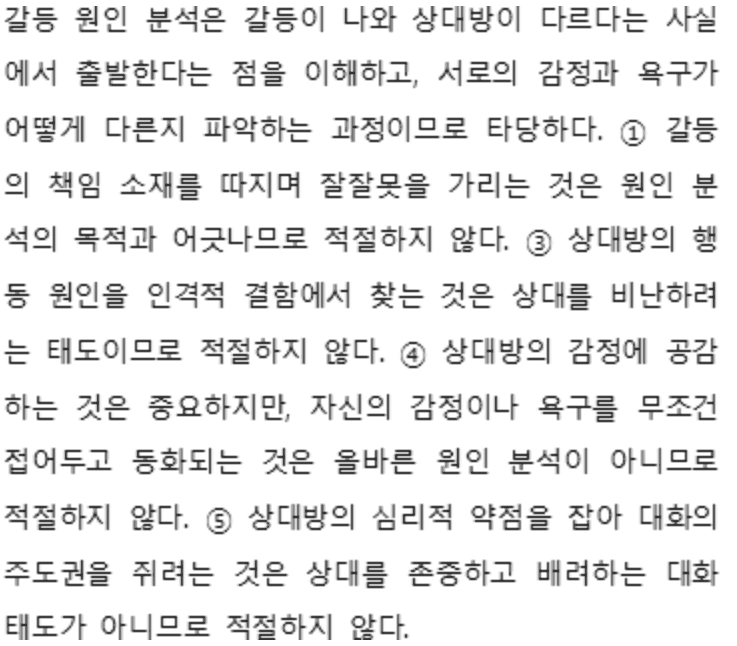 갈등 원인 분석은 갈등이 나와 상대방이 다르다는 사실
에서 출발한다는 점을 이해하고, 서로의 감정과 욕구가
어떻게 다른지 파악하는 과정이므로 타당하다. ① 갈등
의 책임 소재를 따지며 잘잘못을 가리는 것은 원인 분
석의 목적과 어긋나므로 적절하지 않다. ③ 상대방의 행
동 원인을 인격적 결함에서 찾는 것은 상대를 비난하려
는 태도이므로 적절하지 않다. ④ 상대방의 감정에 공감
하는 것은 중요하지만, 자신의 감정이나 욕구를 무조건
접어두고 동화되는 것은 올바른 원인 분석이 아니므로
적절하지 않다. ⑤ 상대방의 심리적 약점을 잡아 대화의
주도권을 쥐려는 것은 상대를 존중하고 배려하는 대화
태도가 아니므로 적절하지 않다.